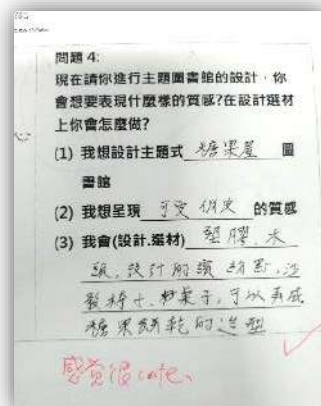 問題 4:
現在請你進行主題圖書館的設計，你
會想要表現什麼樣的質感?在設計選材
上你會怎麼做?
(1) 我想設計主題式 糖果屋 圖
書館
(2) 我想呈現 可愛 俏皮 的質感
(3) 我會(設計.選材) 塑膠、木
頭，設計的繽紛點，沙
發椅子、桌子，可以弄成
糖果餅乾的造型
感覺很cute、